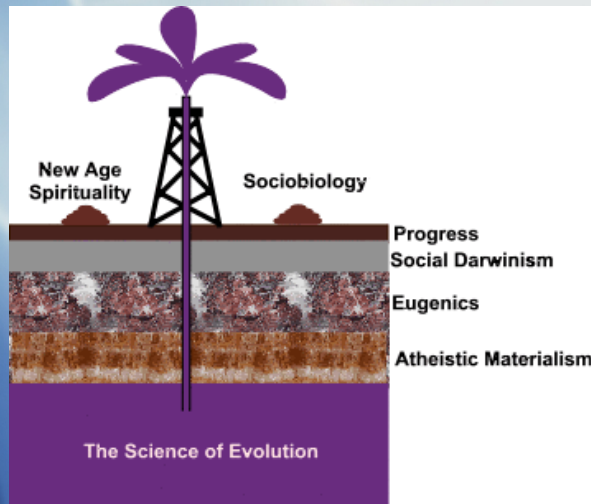 New Age
Spirituality
Sociobiology
Progress
Social Darwinism
Eugenics
Atheistic Materialism
The Science of Evolution